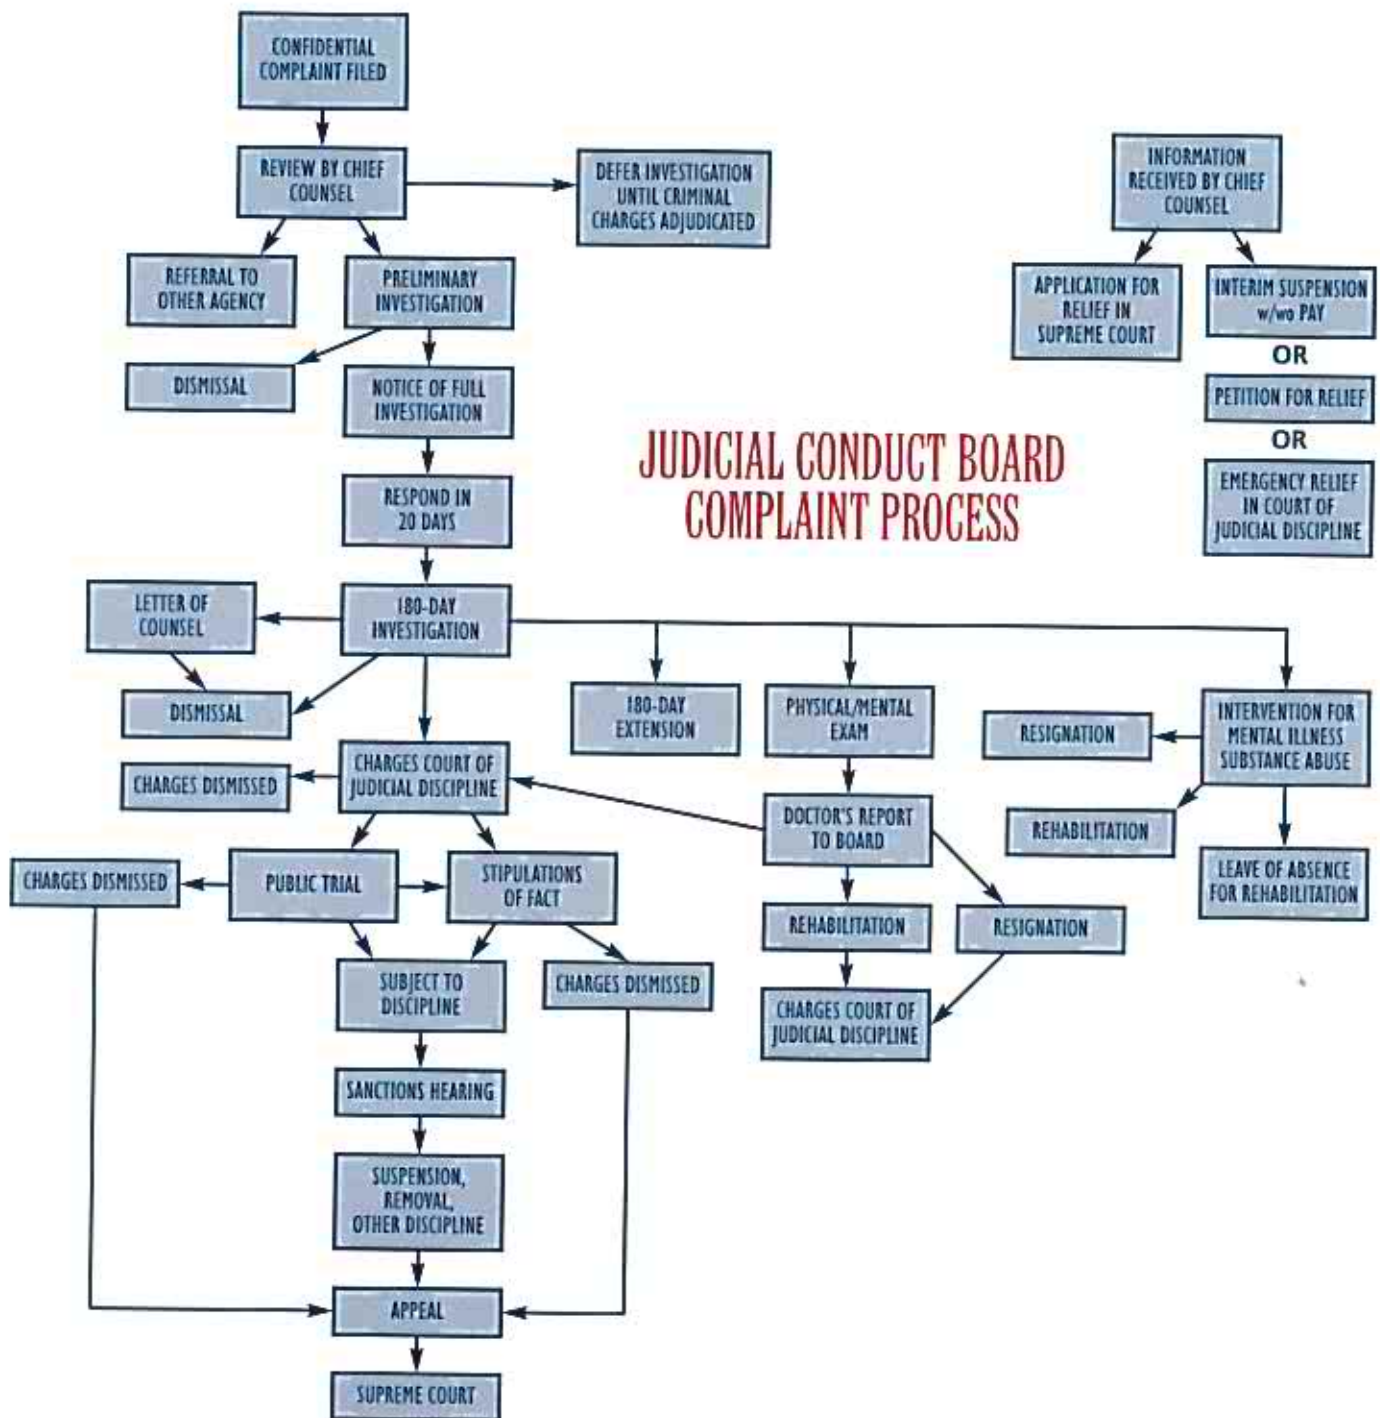 CONFIDENTIAL
COMPLAINT FILED
REVIEW BY CHIEF
COUNSEL
DEFER INVESTIGATION
UNTIL CRIMINAL
CHARGES ADJUDICATED
INFORMATION
RECEIVED BY CHIEF
COUNSEL
REFERRAL TO
OTHER AGENCY
PRELIMINARY
INVESTIGATION
APPLICATION FOR
RELIEF IN
SUPREME COURT
INTERIM SUSPENSION
w/wo PAY
OR
PETITION FOR RELIEF
OR
EMERGENCY RELIEF
IN COURT OF
JUDICIAL DISCIPLINE
DISMISSAL
NOTICE OF FULL
INVESTIGATION
JUDICIAL CONDUCT BOARD
COMPLAINT PROCESS
RESPOND IN
20 DAYS
LETTER OF
COUNSEL
180-DAY
INVESTIGATION
DISMISSAL
180-DAY
EXTENSION
PHYSICAL/MENTAL
EXAM
RESIGNATION
INTERVENTION FOR
MENTAL ILLNESS
SUBSTANCE ABUSE
CHARGES DISMISSED
CHARGES COURT OF
JUDICIAL DISCIPLINE
DOCTOR'S REPORT
TO BOARD
REHABILITATION
LEAVE OF ABSENCE
FOR REHABILITATION
CHARGES DISMISSED
PUBLIC TRIAL
STIPULATIONS
OF FACT
REHABILITATION
RESIGNATION
SUBJECT TO
DISCIPLINE
CHARGES DISMISSED
CHARGES COURT OF
JUDICIAL DISCIPLINE
SANCTIONS HEARING
SUSPENSION,
REMOVAL,
OTHER DISCIPLINE
APPEAL
SUPREME COURT